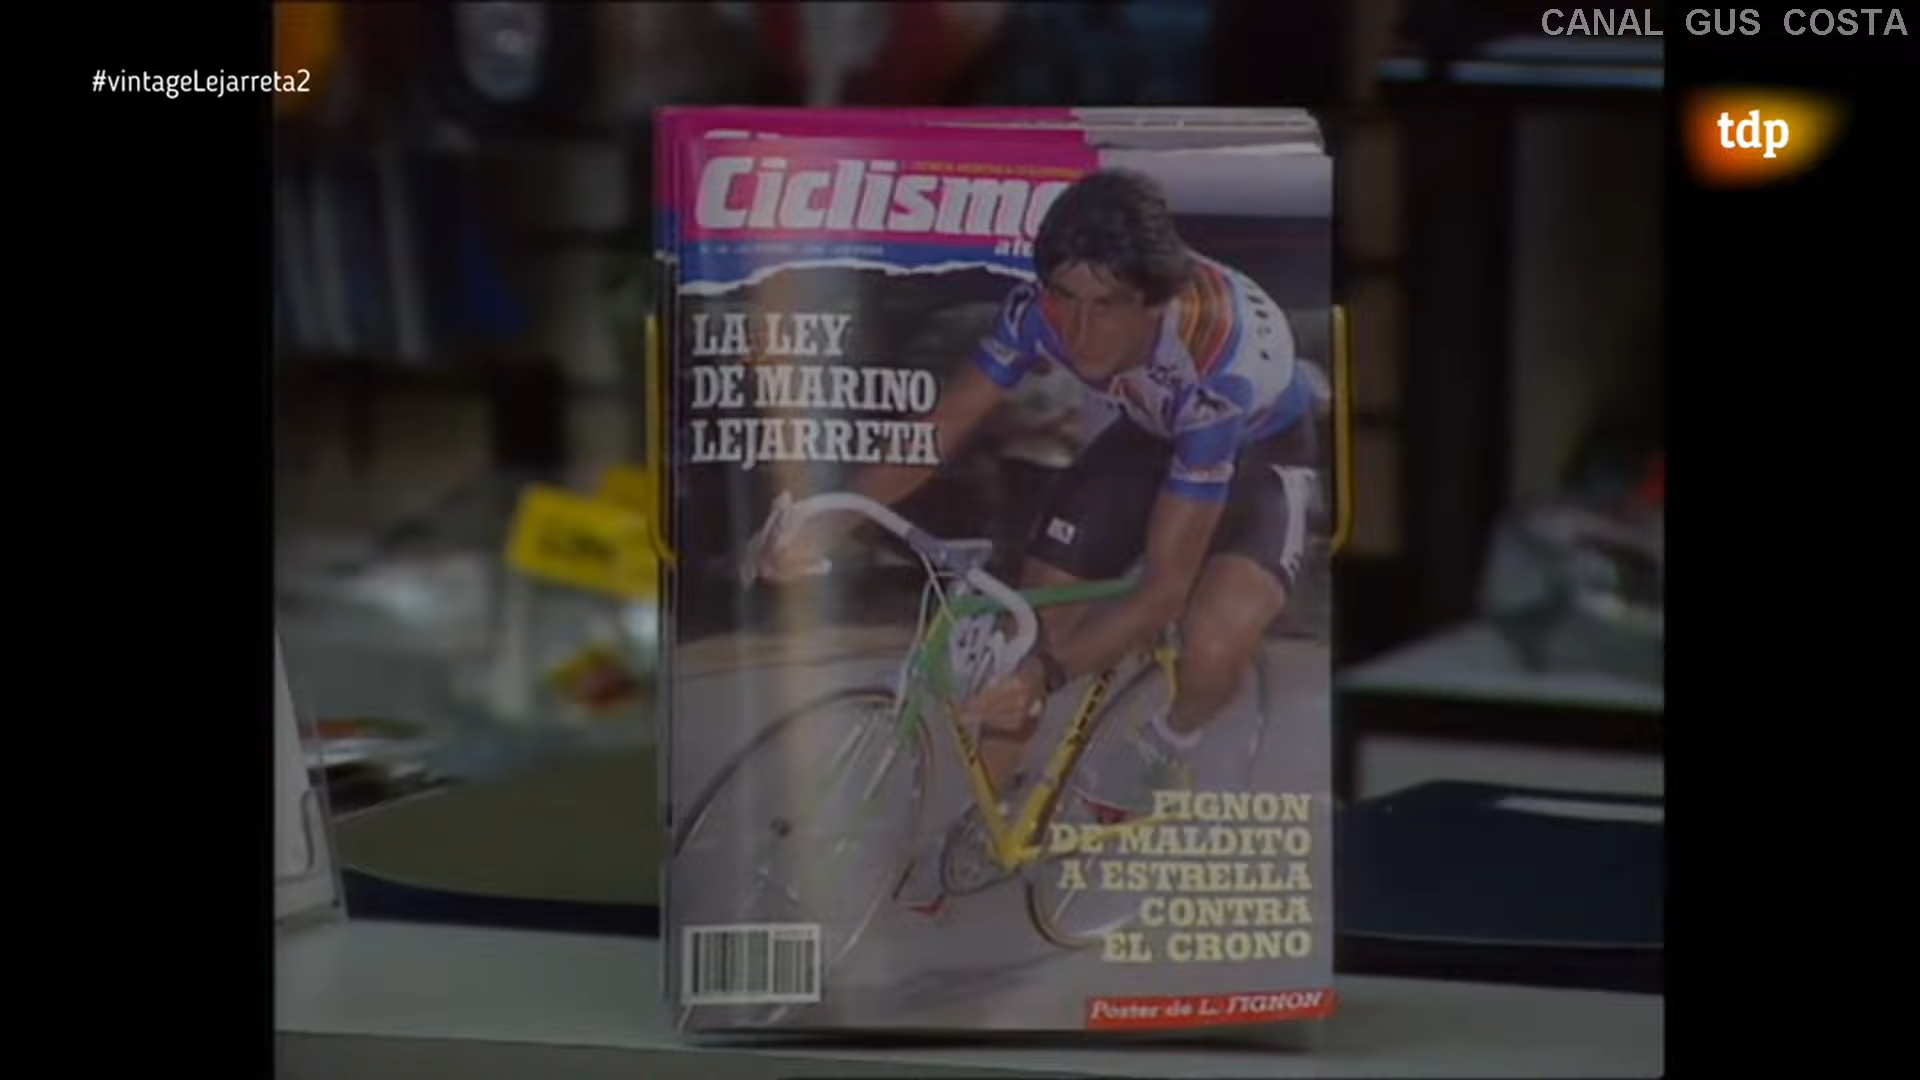 CANAL GUS COSTA
#vintageLejarreta2
tdp
Ciclismo
LA LEY
DE MARINO
LEJARRETA
FIGNON
DE MALDITO
A ESTRELLA
CONTRA
EL CRONO
Poster de L. FIGNON